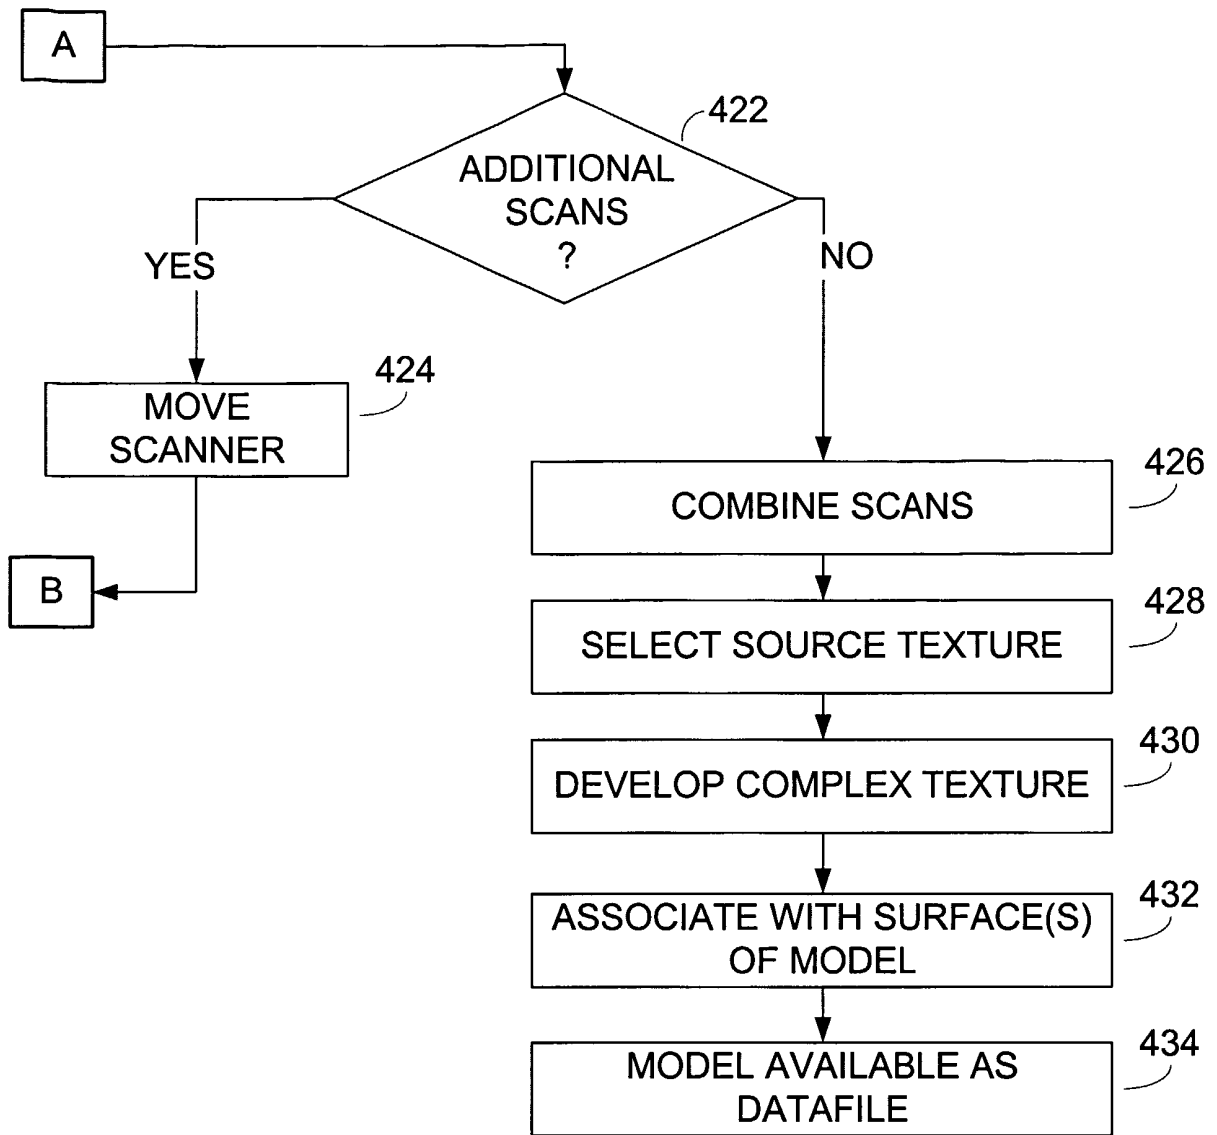 A
422
ADDITIONAL
SCANS
?
YES
NO
424
MOVE
SCANNER
B
426
COMBINE SCANS
428
SELECT SOURCE TEXTURE
430
DEVELOP COMPLEX TEXTURE
432
ASSOCIATE WITH SURFACE(S)
OF MODEL
434
MODEL AVAILABLE AS
DATAFILE